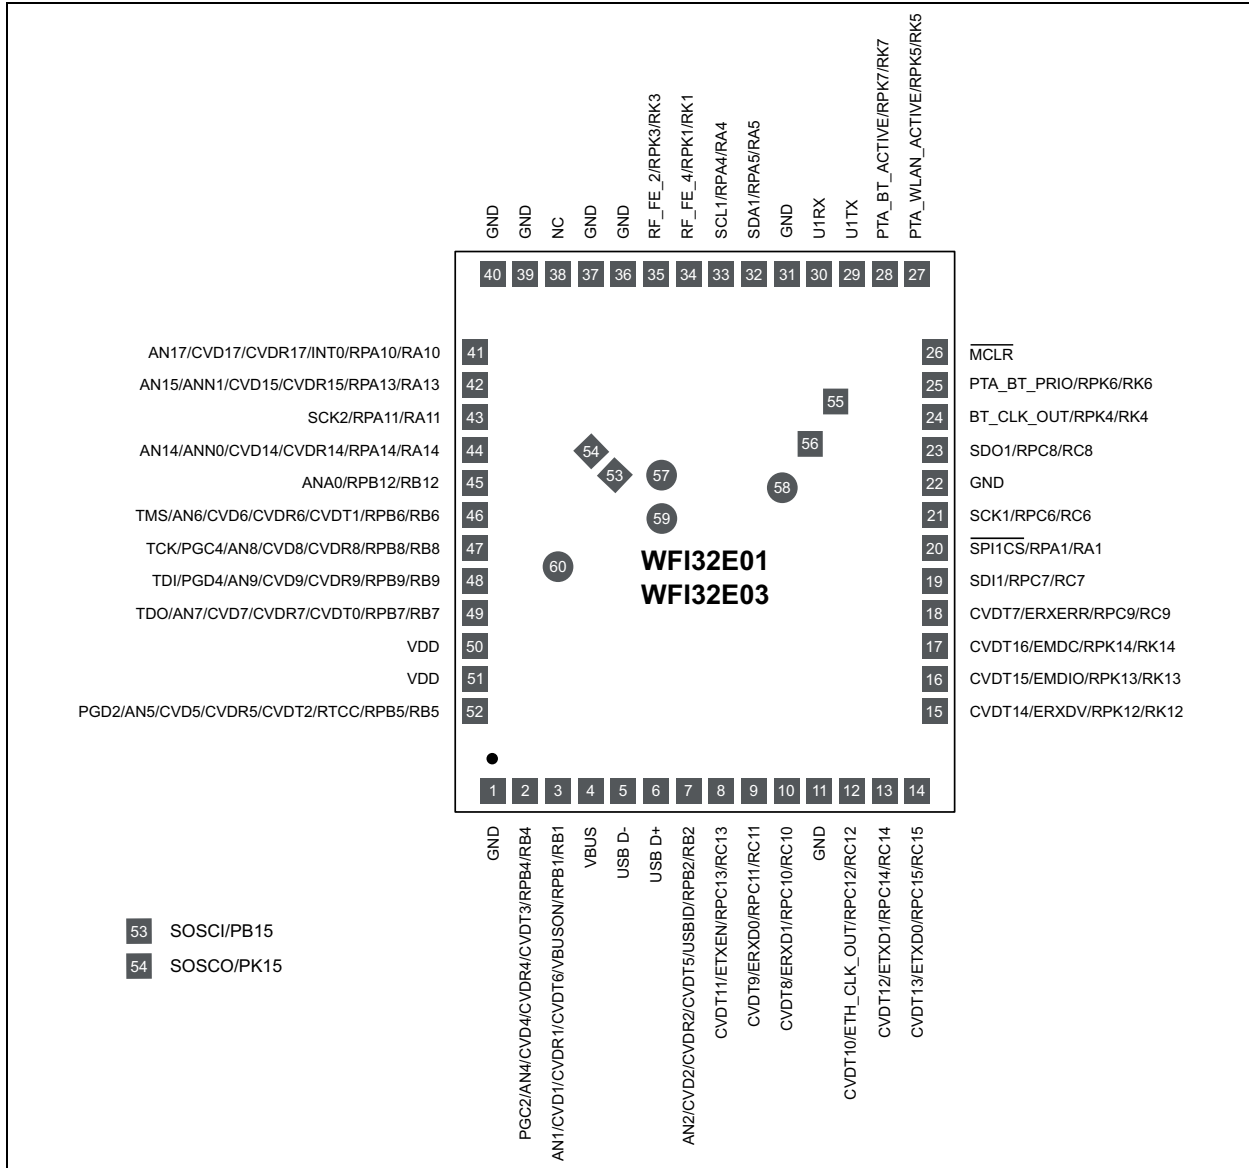 GND
GND
NC
GND
GND
RF_FE_2/RPK3/RK3
RF_FE_4/RPK1/RK1
SCL1/RPA4/RA4
SDA1/RPA5/RA5
GND
U1RX
U1TX
PTA_BT_ACTIVE/RPK7/RK7
PTA_WLAN_ACTIVE/RPK5/RK5
40 39 38 37 36 35 34 33 32 31 30 29 28 27
AN17/CVD17/CVDR17/INT0/RPA10/RA10 41
AN15/ANN1/CVD15/CVDR15/RPA13/RA13 42
SCK2/RPA11/RA11 43
AN14/ANN0/CVD14/CVDR14/RPA14/RA14 44
ANA0/RPB12/RB12 45
TMS/AN6/CVD6/CVDR6/CVDT1/RPB6/RB6 46
TCK/PGC4/AN8/CVD8/CVDR8/RPB8/RB8 47
TDI/PGD4/AN9/CVD9/CVDR9/RPB9/RB9 48
TDO/AN7/CVD7/CVDR7/CVDT0/RPB7/RB7 49
VDD 50
VDD 51
PGD2/AN5/CVD5/CVDR5/CVDT2/RTCC/RPB5/RB5 52
55
56
54
53
57
58
59
60
WFI32E01
WFI32E03
26 MCLR
25 PTA_BT_PRIO/RPK6/RK6
24 BT_CLK_OUT/RPK4/RK4
23 SDO1/RPC8/RC8
22 GND
21 SCK1/RPC6/RC6
20 SPI1CS/RPA1/RA1
19 SDI1/RPC7/RC7
18 CVDT7/ERXERR/RPC9/RC9
17 CVDT16/EMDC/RPK14/RK14
16 CVDT15/EMDIO/RPK13/RK13
15 CVDT14/ERXDV/RPK12/RK12
1 2 3 4 5 6 7 8 9 10 11 12 13 14
GND
PGC2/AN4/CVD4/CVDR4/CVDT3/RPB4/RB4
AN1/CVD1/CVDR1/CVDT6/VBUSON/RPB1/RB1
VBUS
USB D-
USB D+
AN2/CVD2/CVDR2/CVDT5/USBID/RPB2/RB2
CVDT11/ETXEN/RPC13/RC13
CVDT9/ERXD0/RPC11/RC11
CVDT8/ERXD1/RPC10/RC10
GND
CVDT10/ETH_CLK_OUT/RPC12/RC12
CVDT12/ETXD1/RPC14/RC14
CVDT13/ETXD0/RPC15/RC15
53 SOSCI/PB15
54 SOSCO/PK15